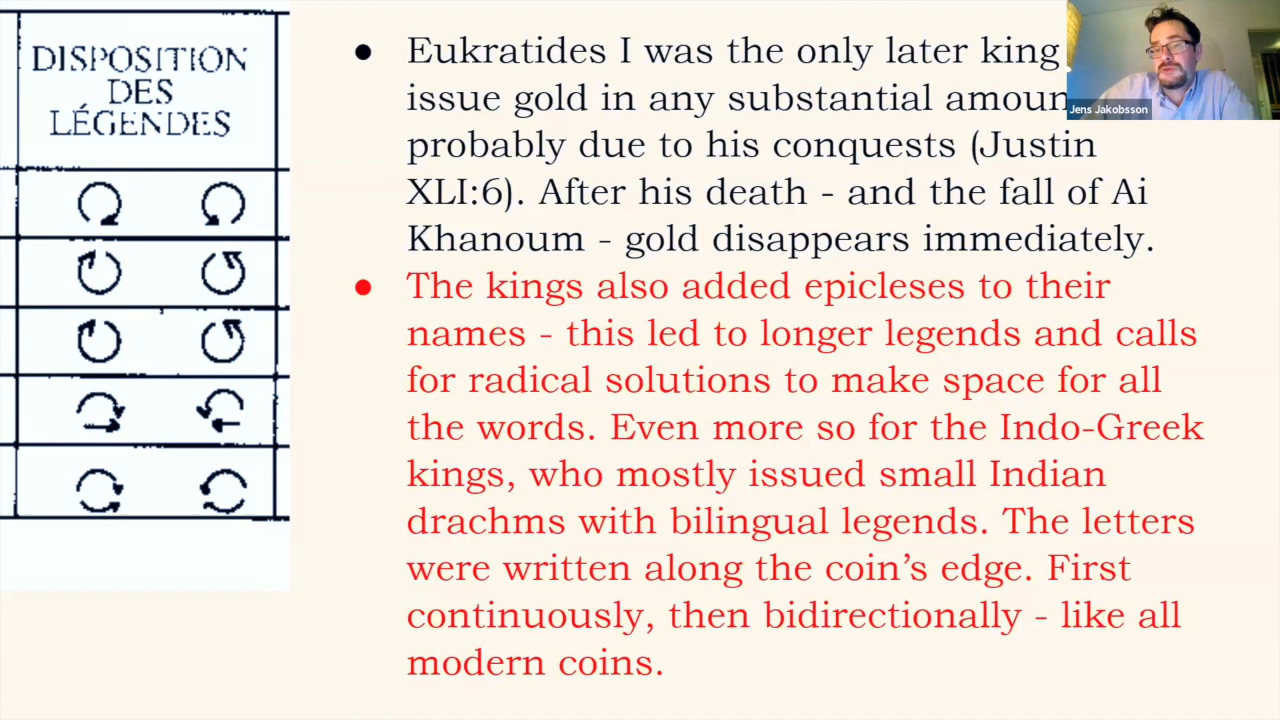 DISPOSITION
DES
LÉGENDES
● Eukratides I was the only later king
issue gold in any substantial amoun
probably due to his conquests (Justin
XLI:6). After his death - and the fall of Ai
Khanoum - gold disappears immediately.
● The kings also added epicleses to their
names - this led to longer legends and calls
for radical solutions to make space for all
the words. Even more so for the Indo-Greek
kings, who mostly issued small Indian
drachms with bilingual legends. The letters
were written along the coin’s edge. First
continuously, then bidirectionally - like all
modern coins.
Jens Jakobsson